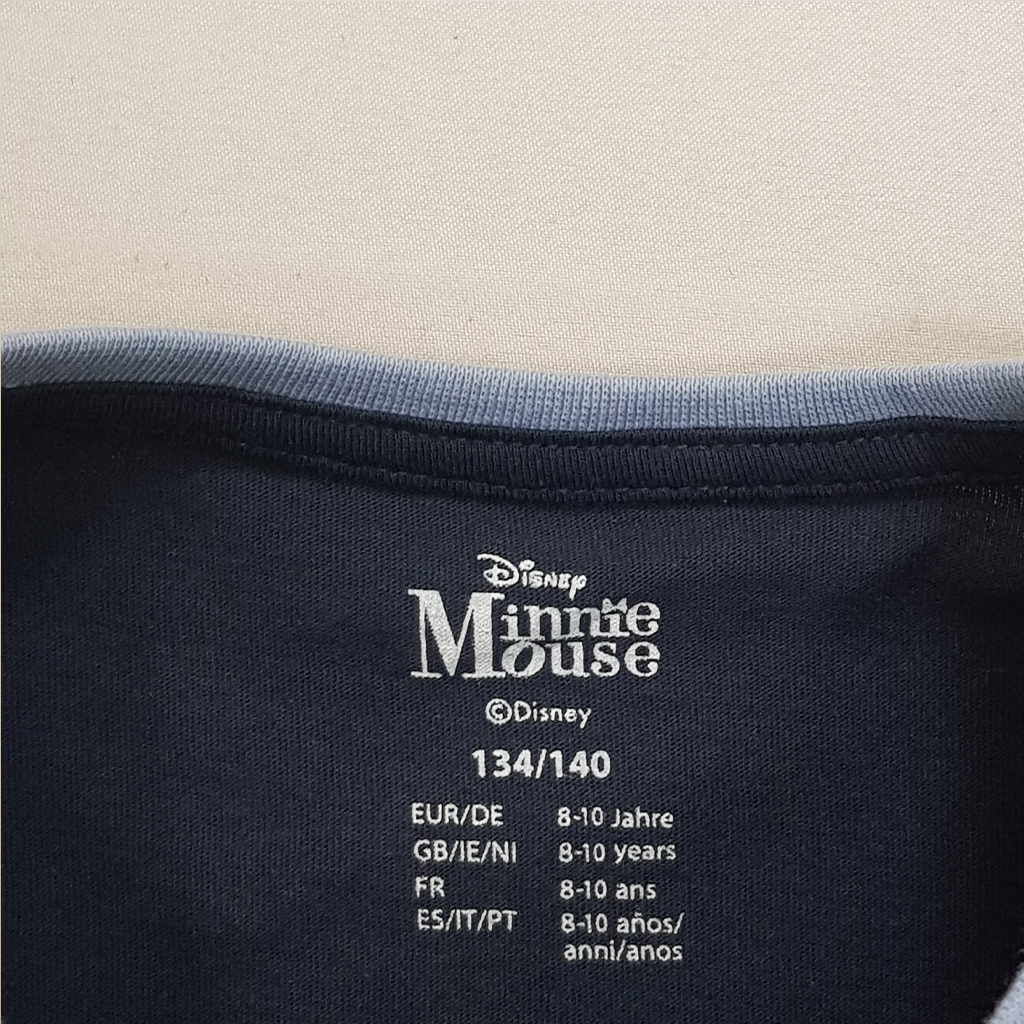 Disney
Minnie
Mouse
©Disney
134/140
EUR/DE 8-10 Jahre
GB/IE/NI 8-10 years
FR 8-10 ans
ES/IT/PT 8-10 años/
anni/anos